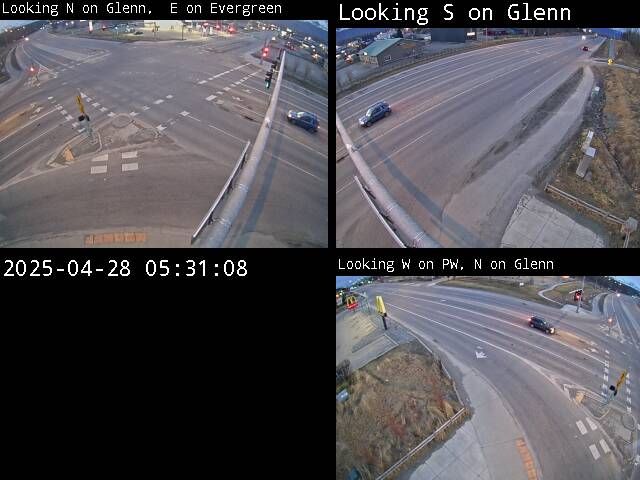 Looking N on Glenn, E on Evergreen
Looking S on Glenn
2025-04-28 05:31:08
Looking W on PW, N on Glenn